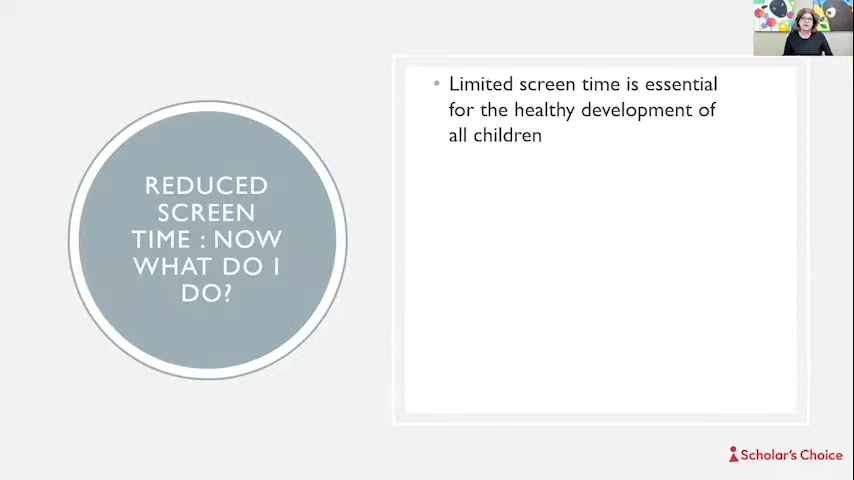 REDUCED
SCREEN
TIME : NOW
WHAT DO I
DO?
• Limited screen time is essential
for the healthy development of
all children
Scholar's Choice